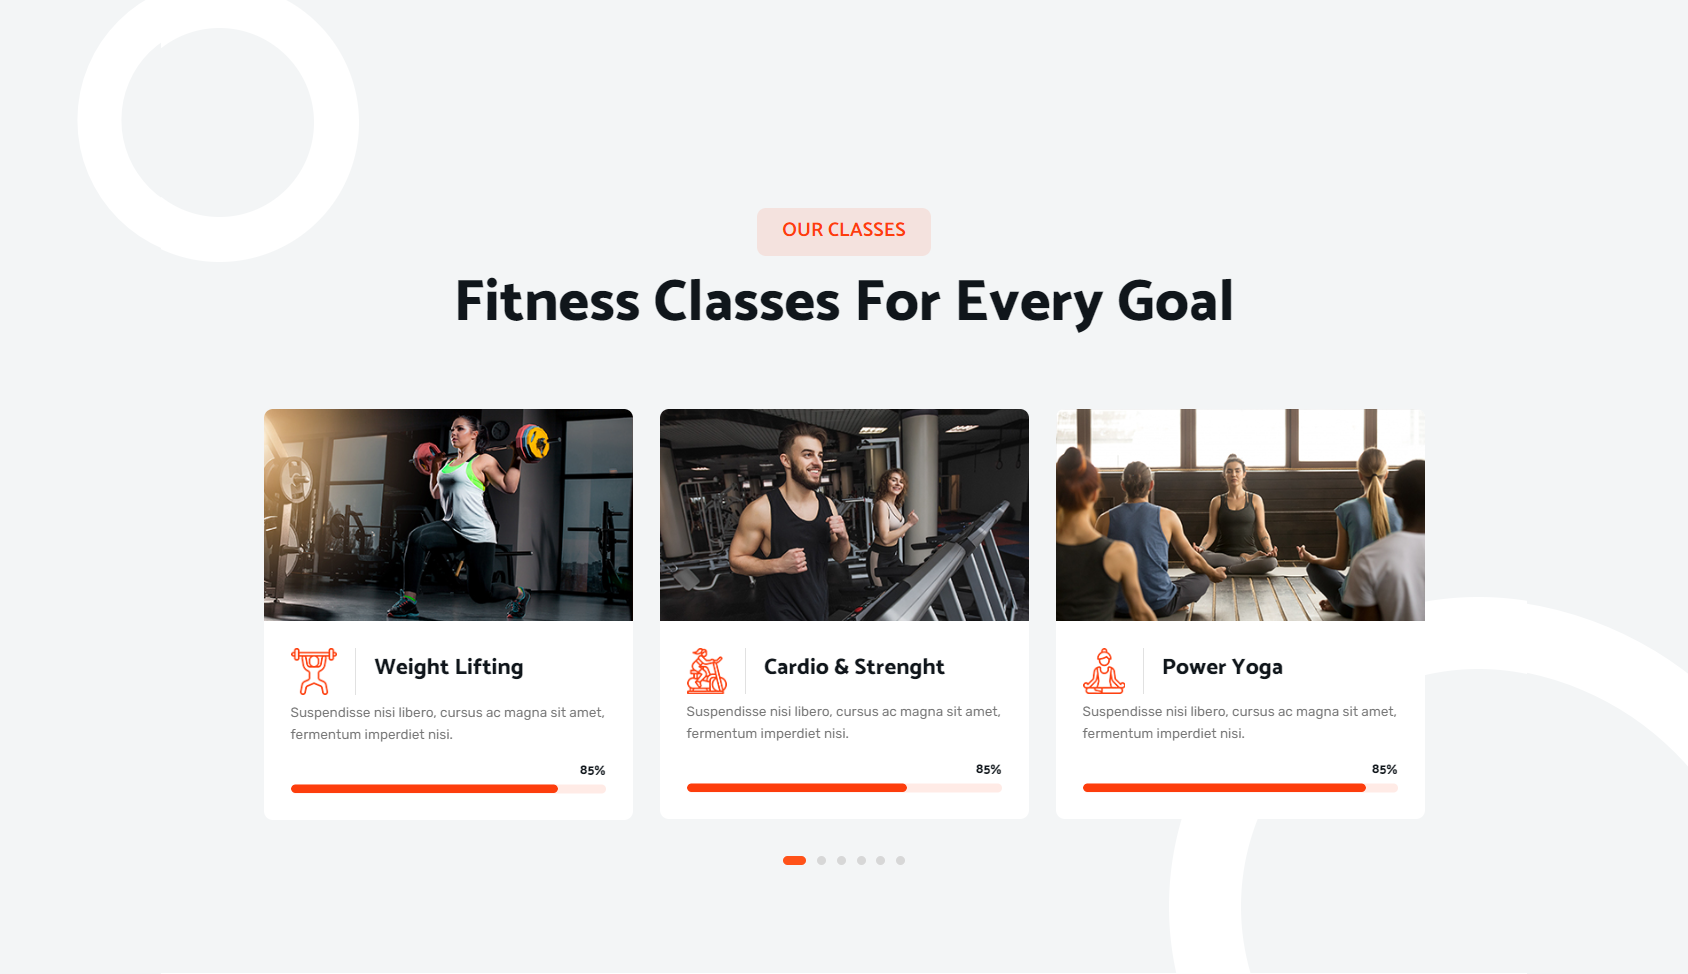 OUR CLASSES
Fitness Classes For Every Goal
Weight Lifting
Suspendisse nisi libero, cursus ac magna sit amet,
fermentum imperdiet nisi.
85%
Cardio & Strenght
Suspendisse nisi libero, cursus ac magna sit amet,
fermentum imperdiet nisi.
85%
Power Yoga
Suspendisse nisi libero, cursus ac magna sit amet,
fermentum imperdiet nisi.
85%